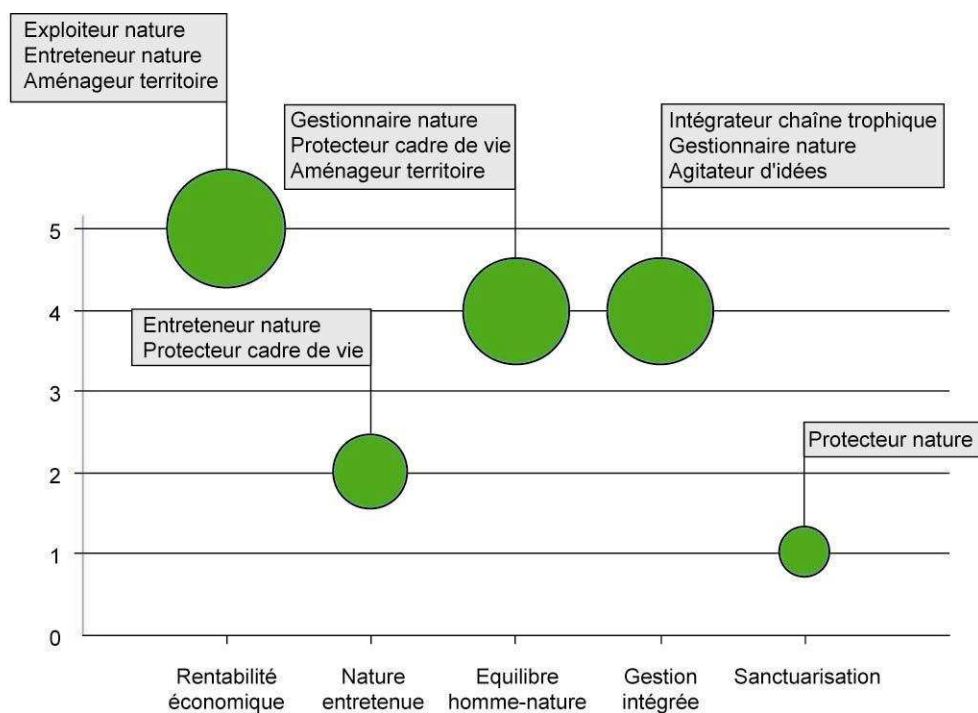 Exploiteur nature
Entreteneur nature
Aménageur territoire
Gestionnaire nature
Protecteur cadre de vie
Aménageur territoire
Intégrateur chaîne trophique
Gestionnaire nature
Agitateur d'idées
Entreteneur nature
Protecteur cadre de vie
Protecteur nature
5
4
3
2
1
0
Rentabilité
économique
Nature
entretenue
Equilibre
homme-nature
Gestion
intégrée
Sanctuarisation